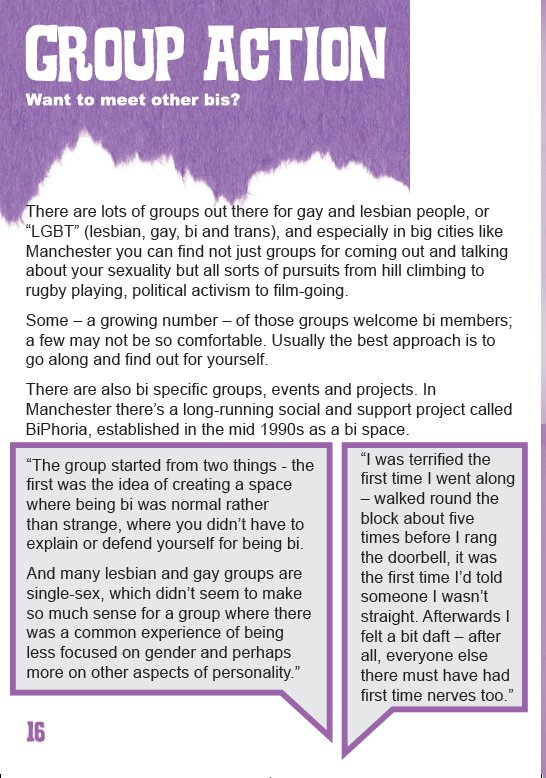 GROUP ACTION
Want to meet other bis?
There are lots of groups out there for gay and lesbian people, or
“LGBT” (lesbian, gay, bi and trans), and especially in big cities like
Manchester you can find not just groups for coming out and talking
about your sexuality but all sorts of pursuits from hill climbing to
rugby playing, political activism to film-going.
Some – a growing number – of those groups welcome bi members;
a few may not be so comfortable. Usually the best approach is to
go along and find out for yourself.
There are also bi specific groups, events and projects. In
Manchester there’s a long-running social and support project called
BiPhoria, established in the mid 1990s as a bi space.
“The group started from two things - the
first was the idea of creating a space
where being bi was normal rather
than strange, where you didn’t have to
explain or defend yourself for being bi.
And many lesbian and gay groups are
single-sex, which didn’t seem to make
so much sense for a group where there
was a common experience of being
less focused on gender and perhaps
more on other aspects of personality.”
“I was terrified the
first time I went along
– walked round the
block about five
times before I rang
the doorbell, it was
the first time I’d told
someone I wasn’t
straight. Afterwards I
felt a bit daft – after
all, everyone else
there must have had
first time nerves too.”
16